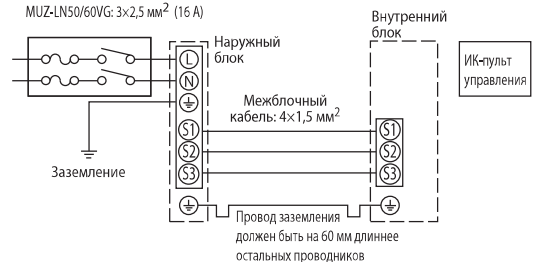 MUZ-LN50/60VG: 3×2,5 мм² (16 А)
Наружный
блок
Внутренний
блок
ИК-пульт
управления
L
N
Межблочный
кабель: 4×1,5 мм²
S1
S2
S3
S1
S2
S3
Заземление
Провод заземления
должен быть на 60 мм длиннее
остальных проводников